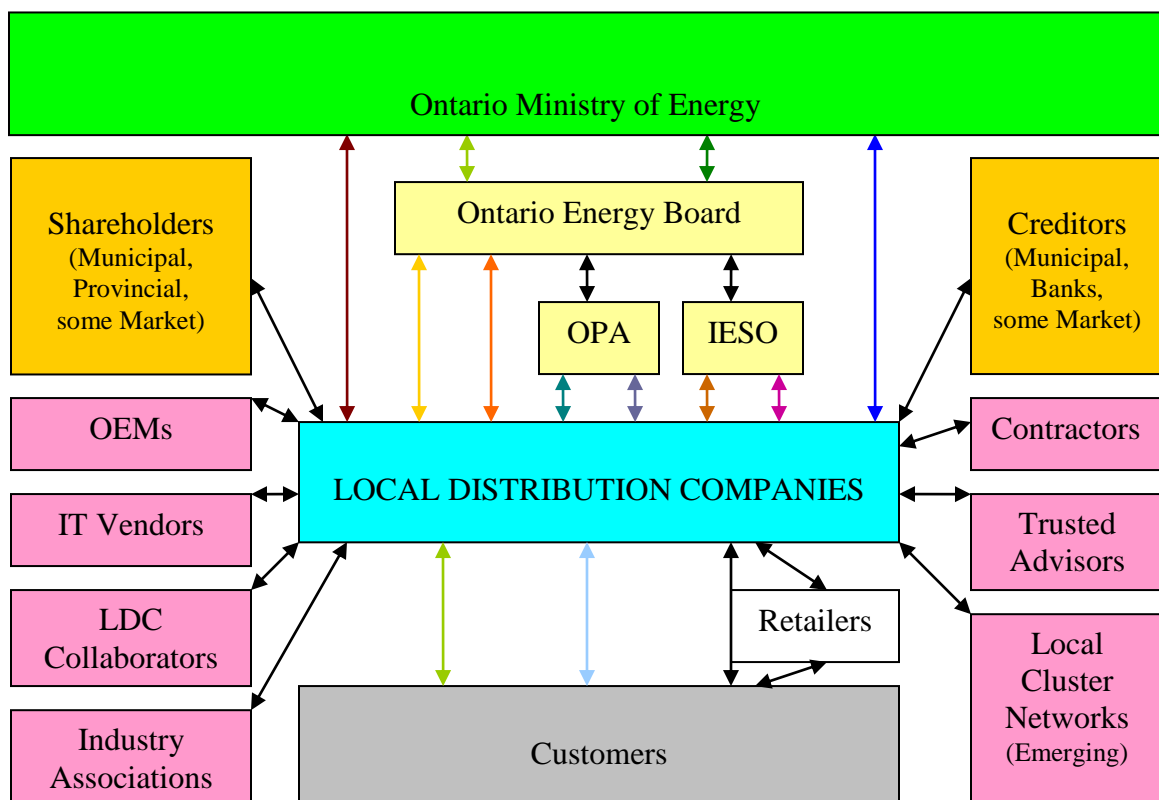 Ontario Ministry of Energy
Shareholders
(Municipal,
Provincial,
some Market)
Ontario Energy Board
Creditors
(Municipal,
Banks,
some Market)
OPA
IESO
OEMs
Contractors
LOCAL DISTRIBUTION COMPANIES
IT Vendors
Trusted
Advisors
LDC
Collaborators
Retailers
Local
Cluster
Networks
(Emerging)
Industry
Associations
Customers